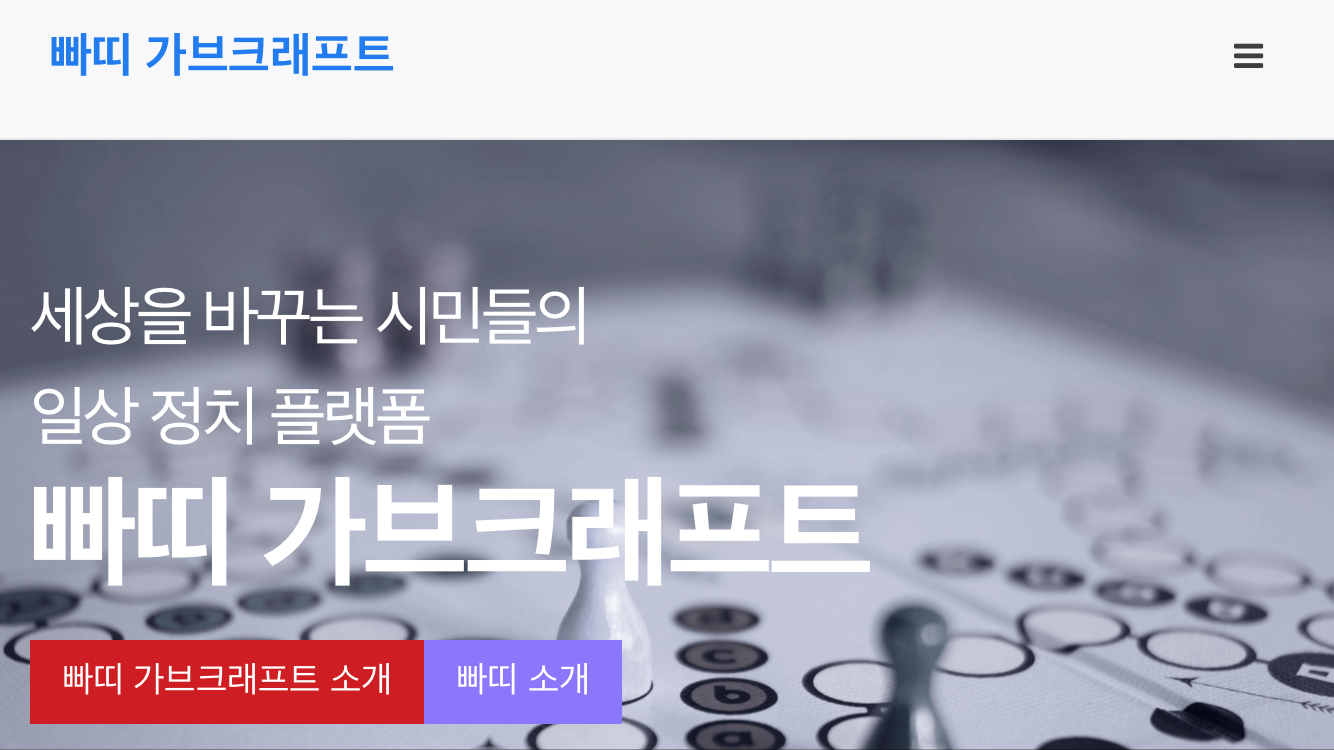 빠띠 가브크래프트
세상을 바꾸는 시민들의
일상 정치 플랫폼
빠띠 가브크래프트
빠띠 가브크래프트 소개
빠띠 소개
d
c
b
a